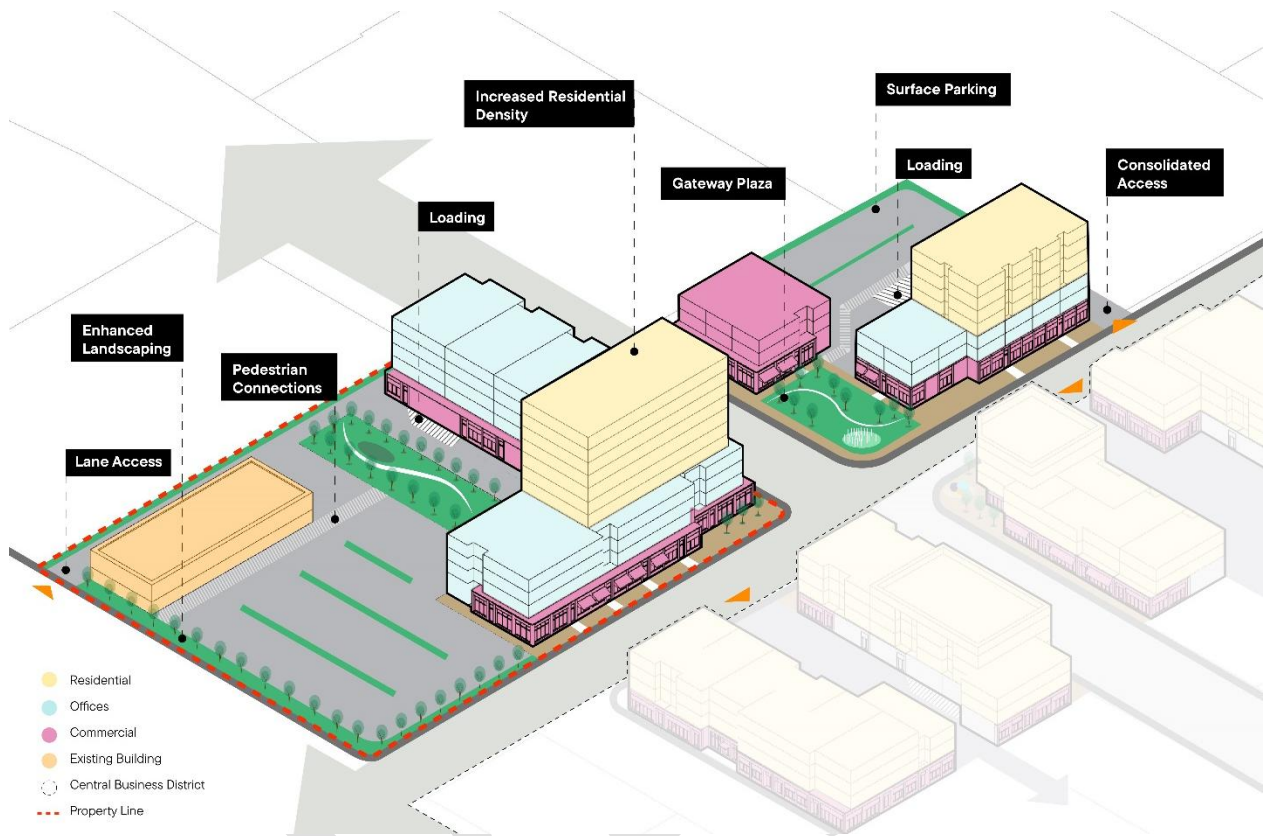 Increased Residential
Density
Surface Parking
Loading
Consolidated
Access
Gateway Plaza
Loading
Enhanced
Landscaping
Pedestrian
Connections
Lane Access
Residential
Offices
Commercial
Existing Building
Central Business District
Property Line